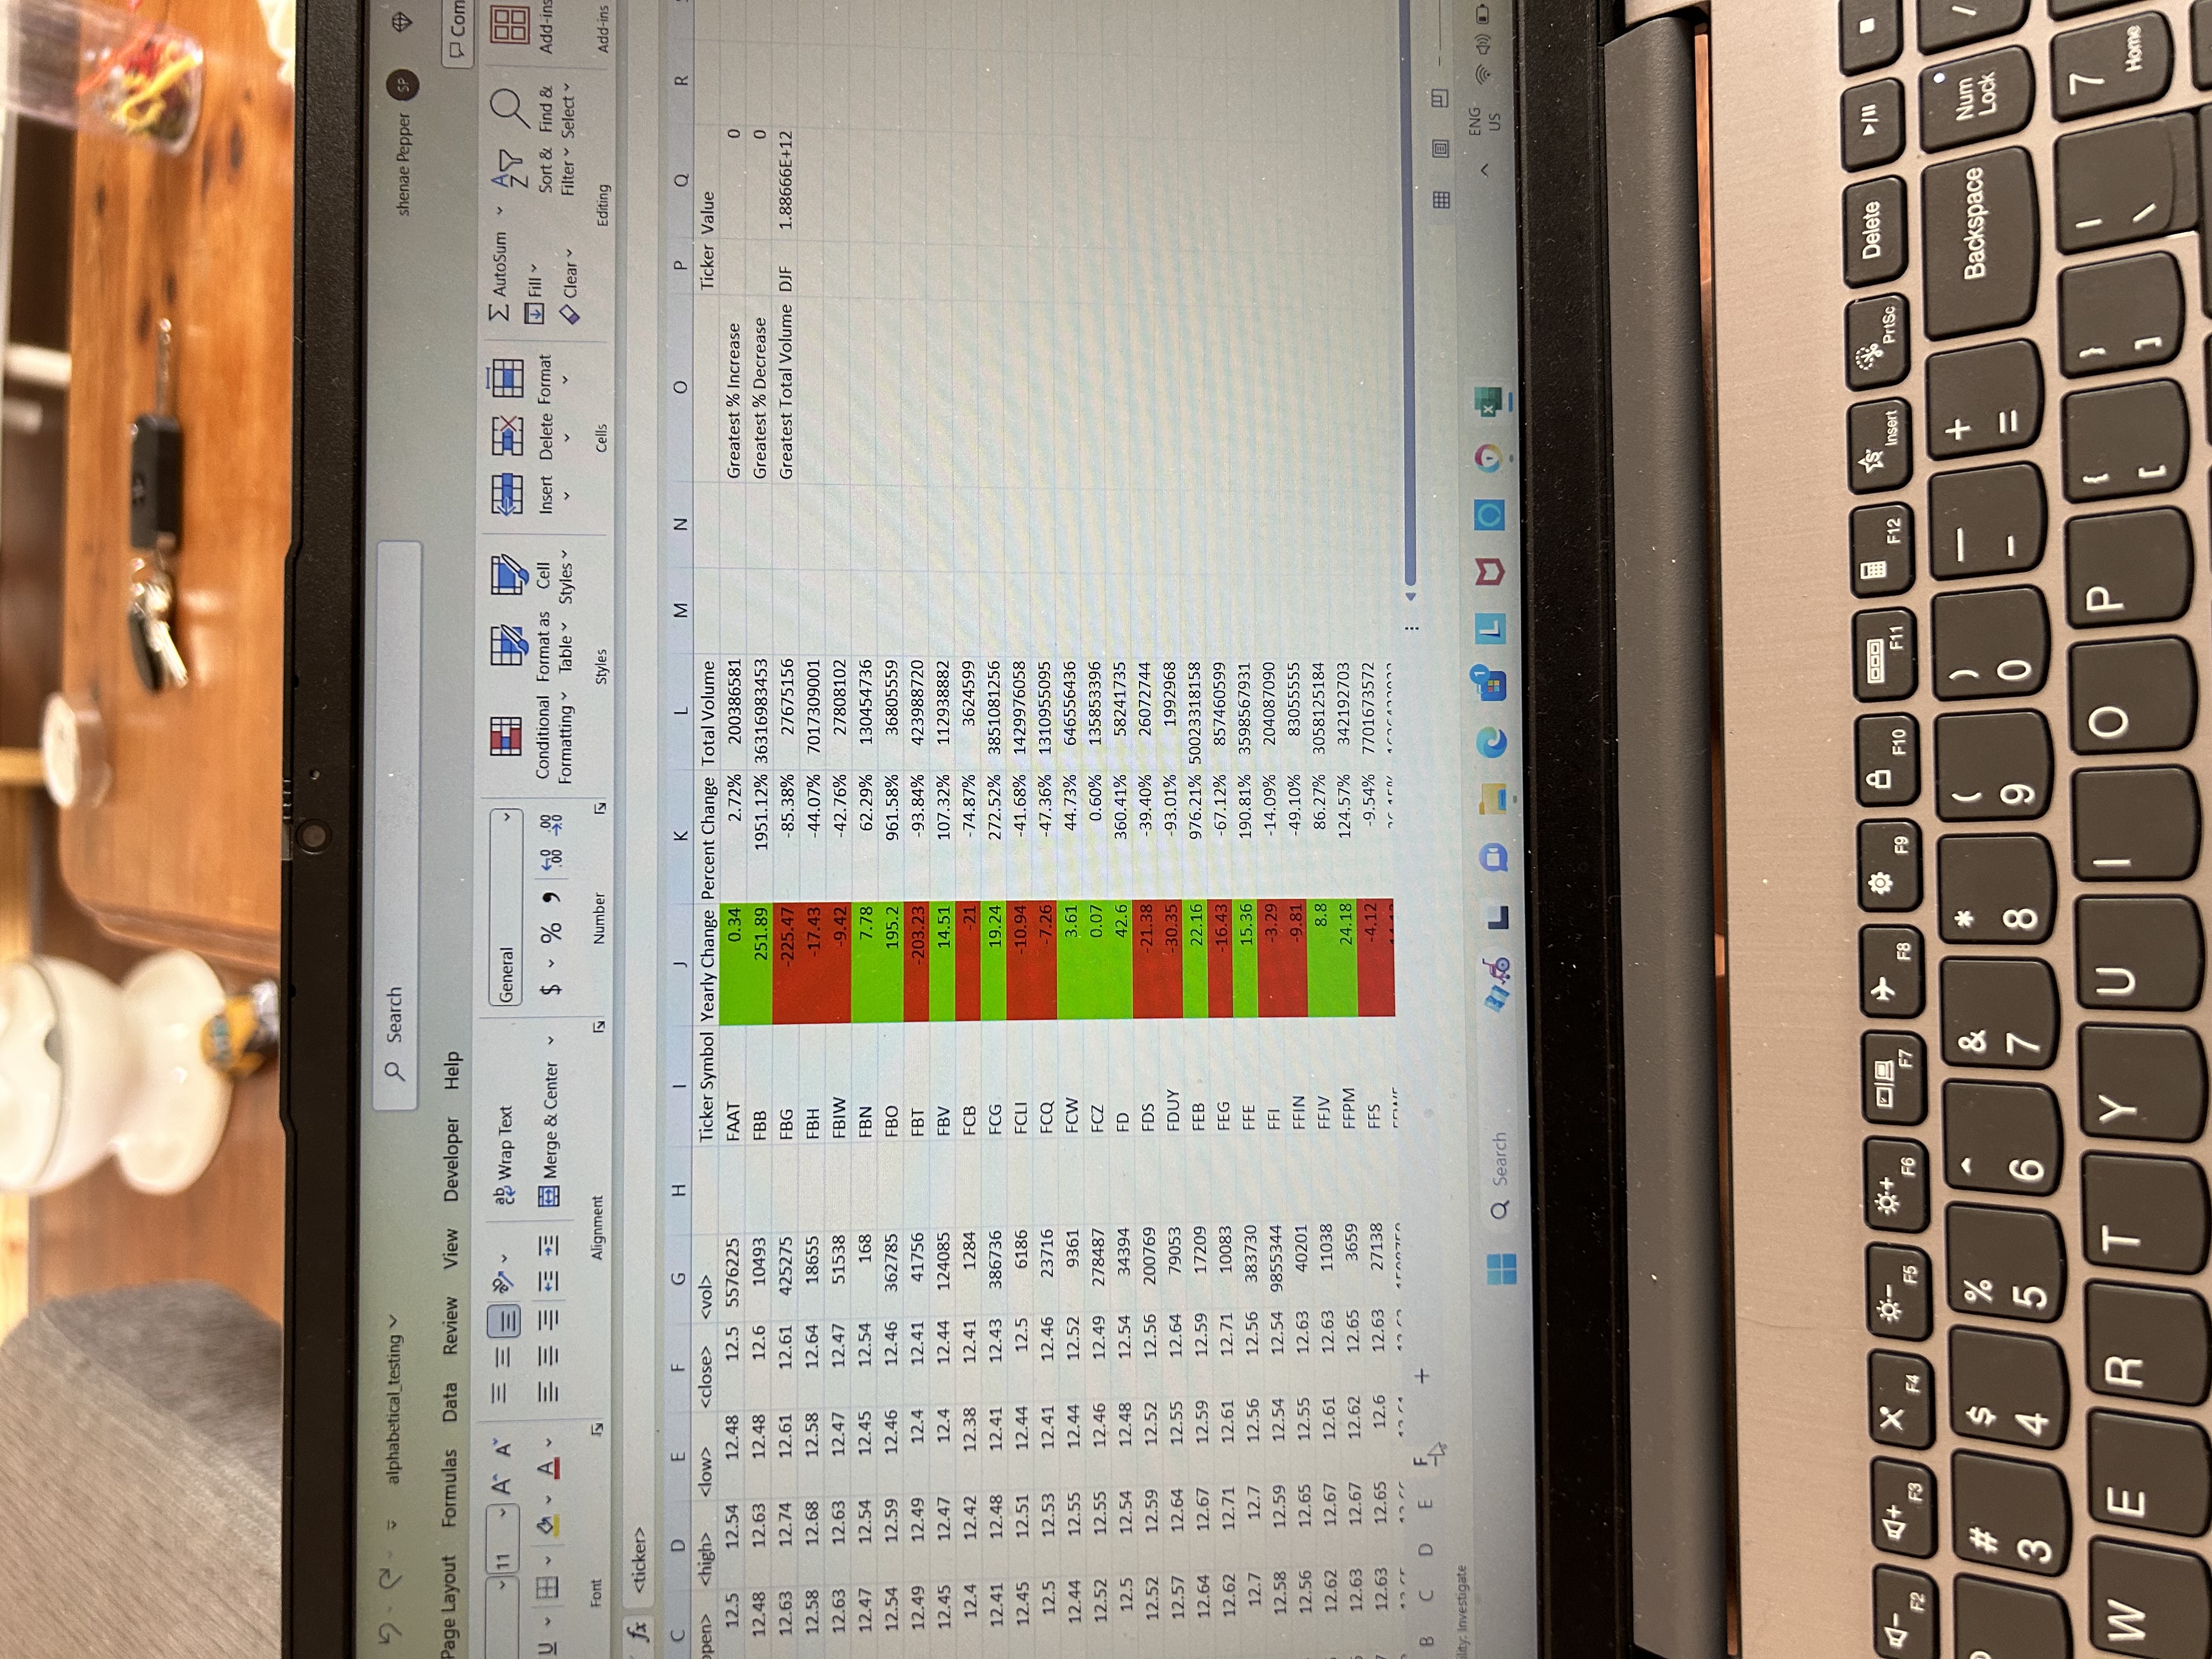 alphabetical_testing Search shenae Pepper SP
Page Layout Formulas Data Review View Developer Help Com
11 A A ab Wrap Text General Conditional Formatting Format as Table Cell Styles Insert Delete Format AutoSum Fill Clear Sort & Filter Find & Select Add-ins
U A Merge & Center $ % , .00
Font Alignment Number Styles Cells Editing Add-ins
fx <ticker>
C D E F G H I J K L M N O P Q R
open> <high> <low> <close> <vol> Ticker Symbol Yearly Change Percent Change Total Volume Ticker Value
12.5 12.54 12.48 12.5 5576225 FAAT 0.34 2.72% 200386581 Greatest % Increase 0
12.48 12.63 12.48 12.6 10493 FBB 251.89 1951.12% 36316983453 Greatest % Decrease 0
12.63 12.74 12.61 12.61 425275 FBG -225.47 -85.38% 27675156 Greatest Total Volume DJF 1.88666E+12
12.58 12.68 12.58 12.64 18655 FBH -17.43 -44.07% 7017309001
12.63 12.63 12.47 12.47 51538 FBIW -9.42 -42.76% 27808102
12.47 12.54 12.45 12.54 168 FBN 7.78 62.29% 130454736
12.54 12.59 12.46 12.46 362785 FBO 195.2 961.58% 36805559
12.49 12.49 12.4 12.41 41756 FBT -203.23 -93.84% 423988720
12.45 12.47 12.4 12.44 124085 FBV 14.51 107.32% 112938882
12.4 12.42 12.38 12.41 1284 FCB -21 -74.87% 3624599
12.41 12.48 12.41 12.43 386736 FCG 19.24 272.52% 3851081256
12.45 12.51 12.44 12.5 6186 FCLI -10.94 -41.68% 1429976058
12.5 12.53 12.41 12.46 23716 FCQ -7.26 -47.36% 1310955095
12.44 12.55 12.44 12.52 9361 FCW 3.61 44.73% 646556436
12.52 12.55 12.46 12.49 278487 FCZ 0.07 0.60% 135853396
12.5 12.54 12.48 12.54 34394 FD 42.6 360.41% 58241735
12.52 12.59 12.52 12.56 200769 FDS -21.38 -39.40% 26072744
12.57 12.64 12.55 12.64 79053 FDUY -30.35 -93.01% 1992968
12.64 12.67 12.59 12.59 17209 FEB 22.16 976.21% 50023318158
12.62 12.71 12.61 12.71 10083 FEG -16.43 -67.12% 857460599
12.7 12.7 12.56 12.56 383730 FFE 15.36 190.81% 3598567931
12.58 12.59 12.54 12.54 9855344 FFI -3.29 -14.09% 204087090
12.56 12.65 12.55 12.63 40201 FFIN -9.81 -49.10% 83055555
12.62 12.67 12.61 12.63 11038 FFJV 8.8 86.27% 3058125184
12.63 12.67 12.62 12.65 3659 FFPM 24.18 124.57% 342192703
12.63 12.65 12.6 12.63 27138 FFS -4.12 -9.54% 7701673572
B C D E F +
ility: Investigate
Search 1 L ENG
US
F2 F3 F4 F5 F6 F7 F8 F9 F10 F11 F12 Insert PrtSc Delete
# 3 $ 4 % 5 ^ 6 & 7 * 8 ( 9 ) 0 — - + = Backspace Num Lock /
W E R T Y U I O P { [ } ] | \ 7 Home